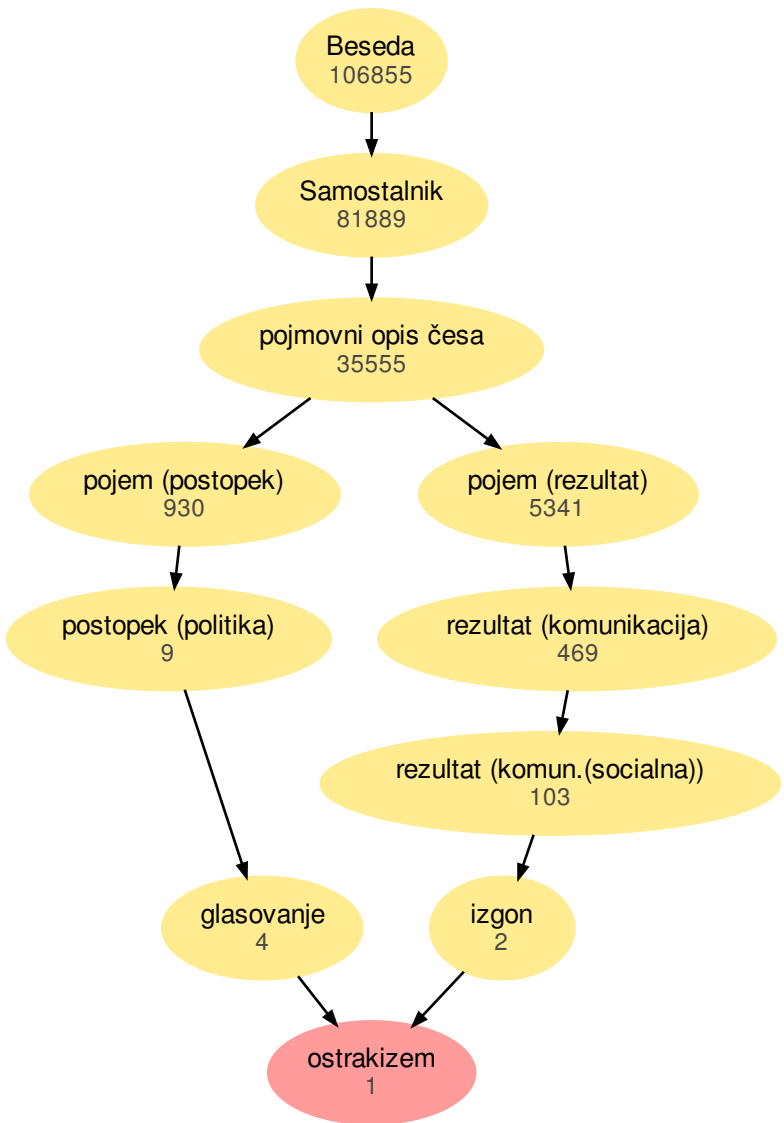 Beseda
106855
Samostalnik
81889
pojmovni opis česa
35555
pojem (postopek)
930
pojem (rezultat)
5341
postopek (politika)
9
rezultat (komunikacija)
469
rezultat (komun.(socialna))
103
glasovanje
4
izgon
2
ostrakizem
1